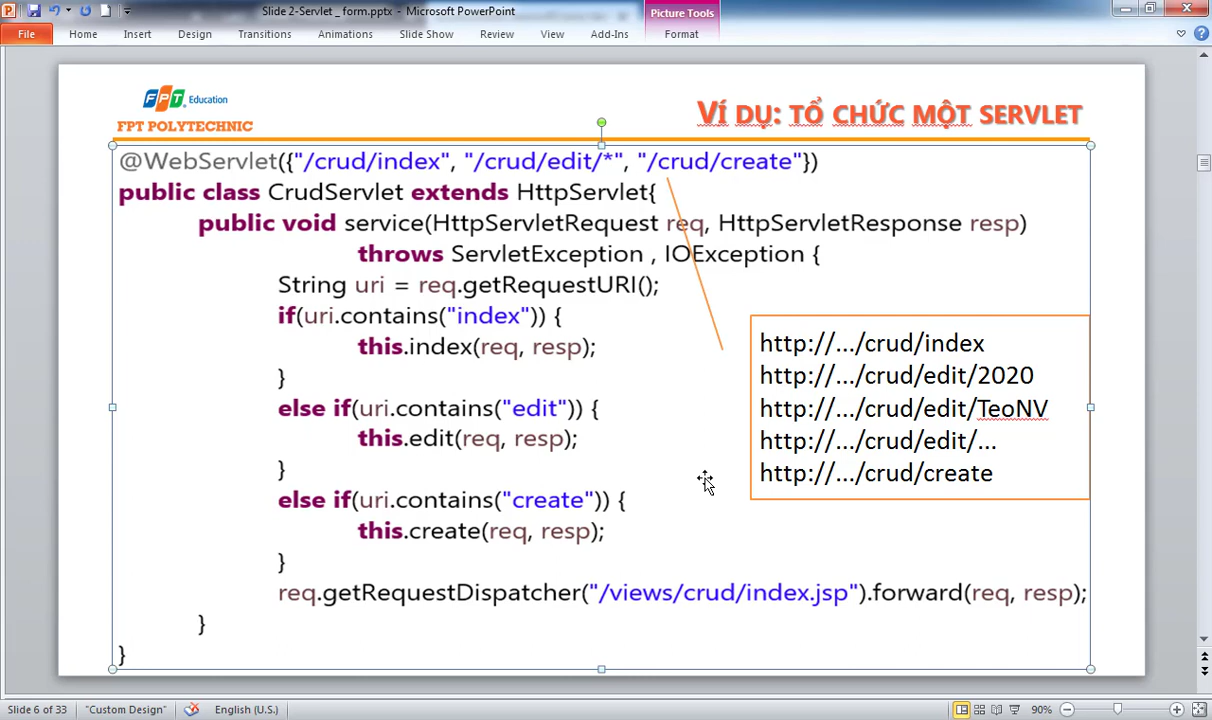 Slide 2-Servlet _ form.pptx - Microsoft PowerPoint
Picture Tools
File Home Insert Design Transitions Animations Slide Show Review View Add-Ins Format
FPT Education
FPT POLYTECHNIC
VÍ DỤ: TỔ CHỨC MỘT SERVLET
@WebServlet({"/crud/index", "/crud/edit/*", "/crud/create"})
public class CrudServlet extends HttpServlet{
public void service(HttpServletRequest req, HttpServletResponse resp)
throws ServletException , IOException {
String uri = req.getRequestURI();
if(uri.contains("index")) {
this.index(req, resp);
}
else if(uri.contains("edit")) {
this.edit(req, resp);
}
else if(uri.contains("create")) {
this.create(req, resp);
}
req.getRequestDispatcher("/views/crud/index.jsp").forward(req, resp);
}
}
http://.../crud/index
http://.../crud/edit/2020
http://.../crud/edit/TeoNV
http://.../crud/edit/...
http://.../crud/create
Slide 6 of 33 "Custom Design" English (U.S.) 90%